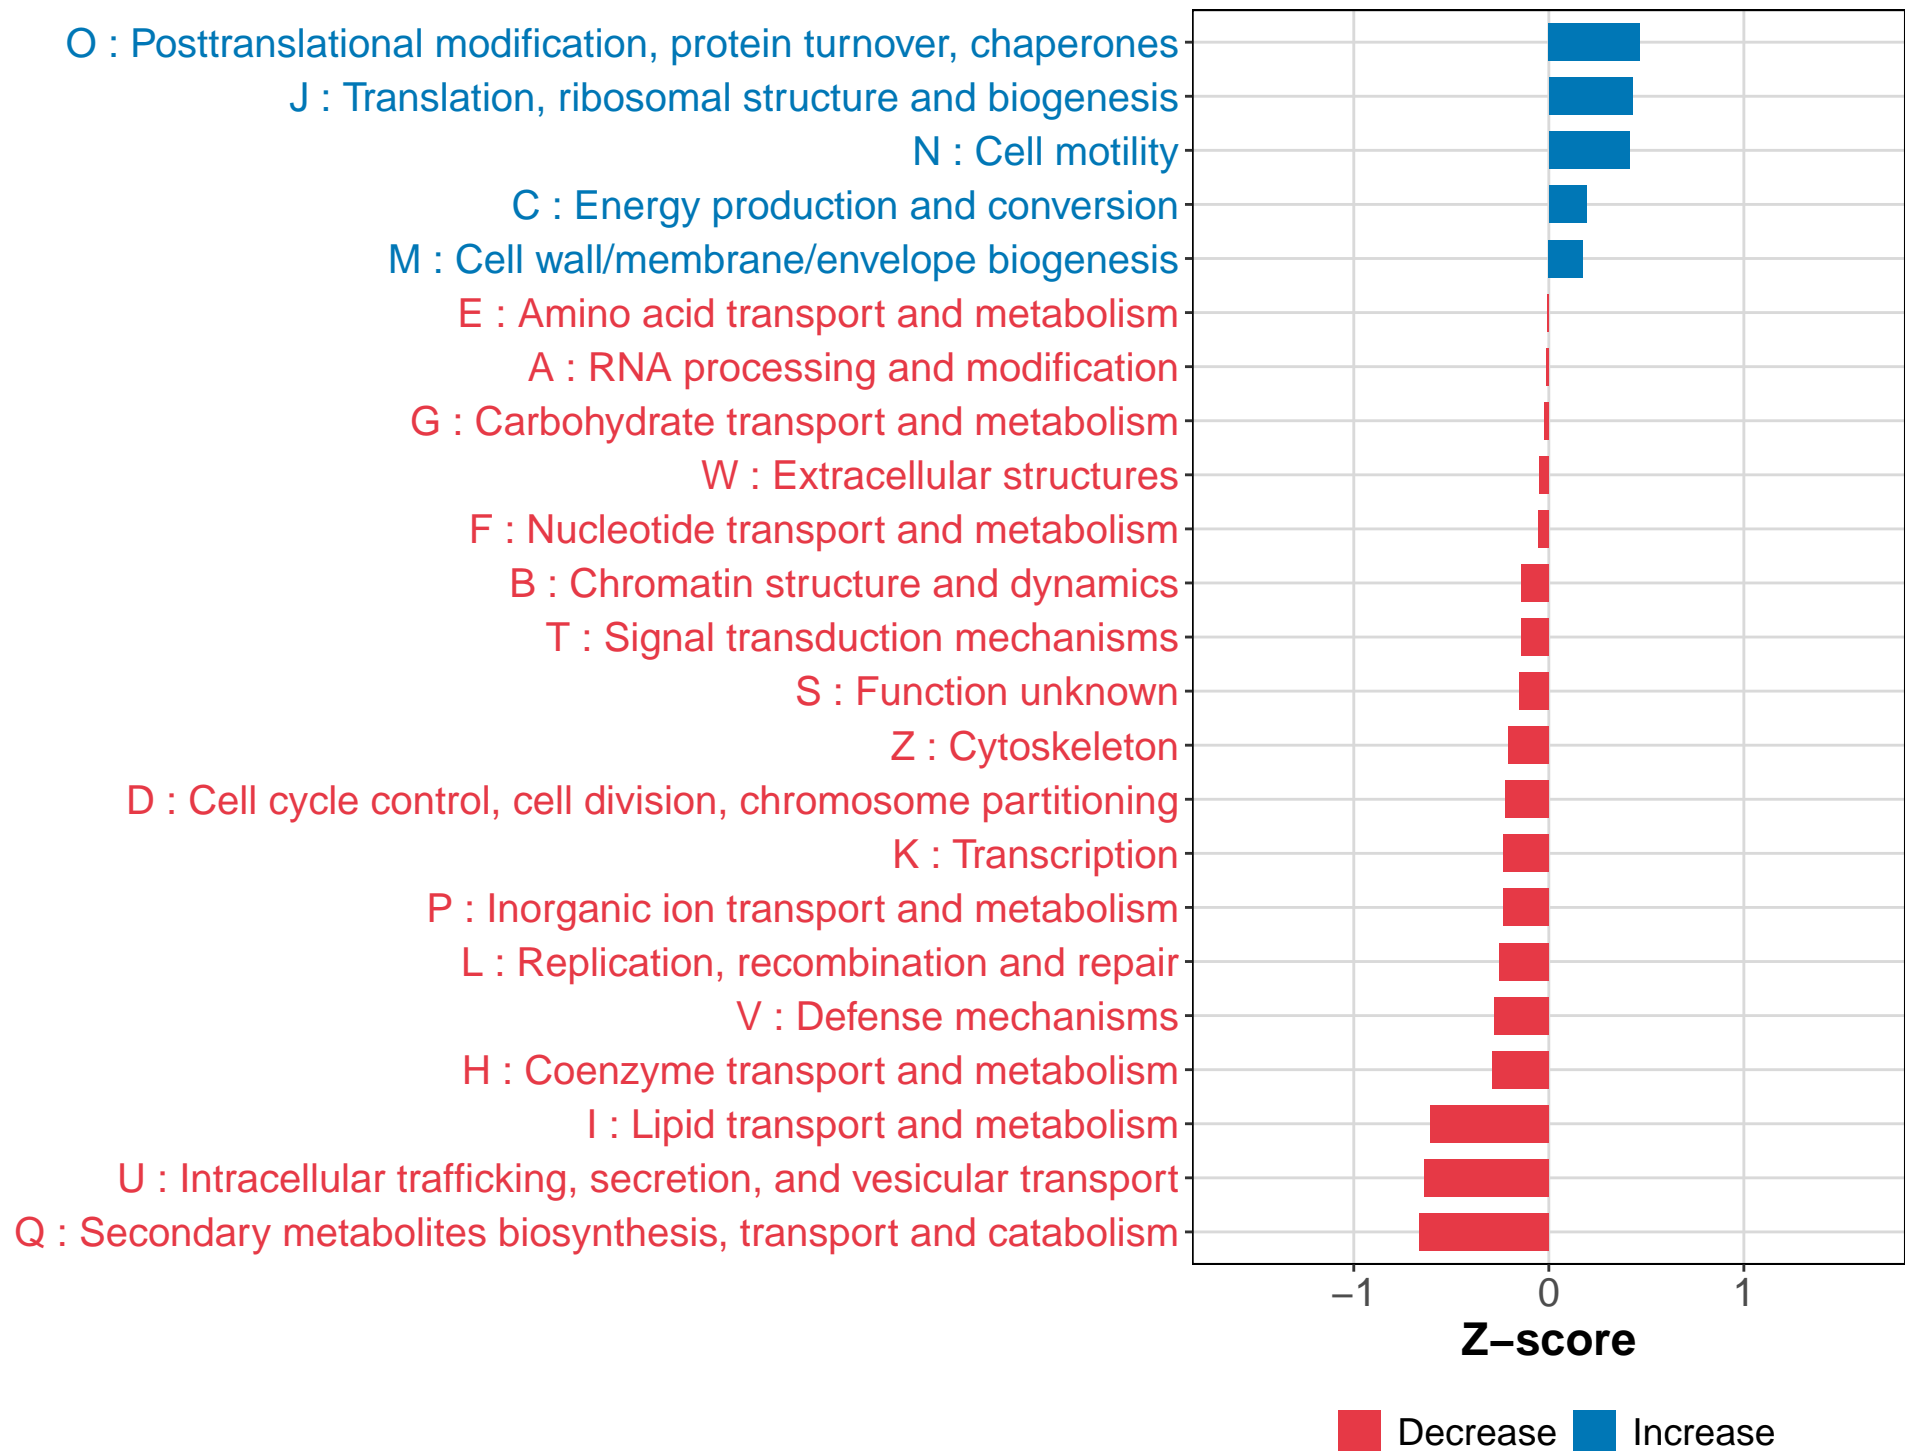 O : Posttranslational modification, protein turnover, chaperones
J : Translation, ribosomal structure and biogenesis
N : Cell motility
C : Energy production and conversion
M : Cell wall/membrane/envelope biogenesis
E : Amino acid transport and metabolism
A : RNA processing and modification
G : Carbohydrate transport and metabolism
W : Extracellular structures
F : Nucleotide transport and metabolism
B : Chromatin structure and dynamics
T : Signal transduction mechanisms
S : Function unknown
Z : Cytoskeleton
D : Cell cycle control, cell division, chromosome partitioning
K : Transcription
P : Inorganic ion transport and metabolism
L : Replication, recombination and repair
V : Defense mechanisms
H : Coenzyme transport and metabolism
I : Lipid transport and metabolism
U : Intracellular trafficking, secretion, and vesicular transport
Q : Secondary metabolites biosynthesis, transport and catabolism
−1 0 1
Z−score
Decrease Increase